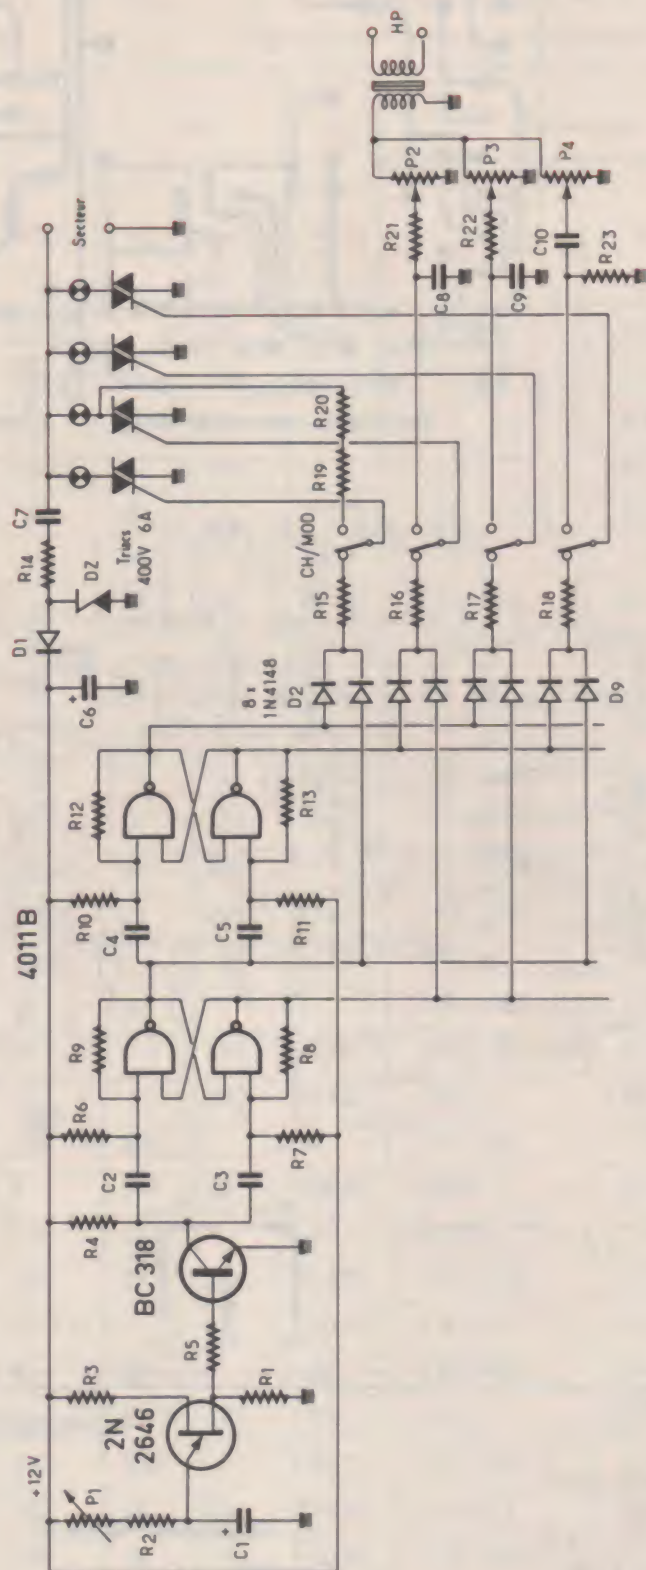 +12V
P1
R2
C1
2N
2646
R3
R1
R5
BC 318
R4
C2
C3
R6
R7
R9
R8
4011 B
R10
C4
C5
R11
R12
R13
C6
D1
R14
C7
DZ
Triacs
400V 6A
8 x
1N4148
D2
D9
R15
R16
R17
R18
CH/MOD
R19
R20
Secteur
R21
C8
R22
C9
C10
R23
P2
P3
P4
HP